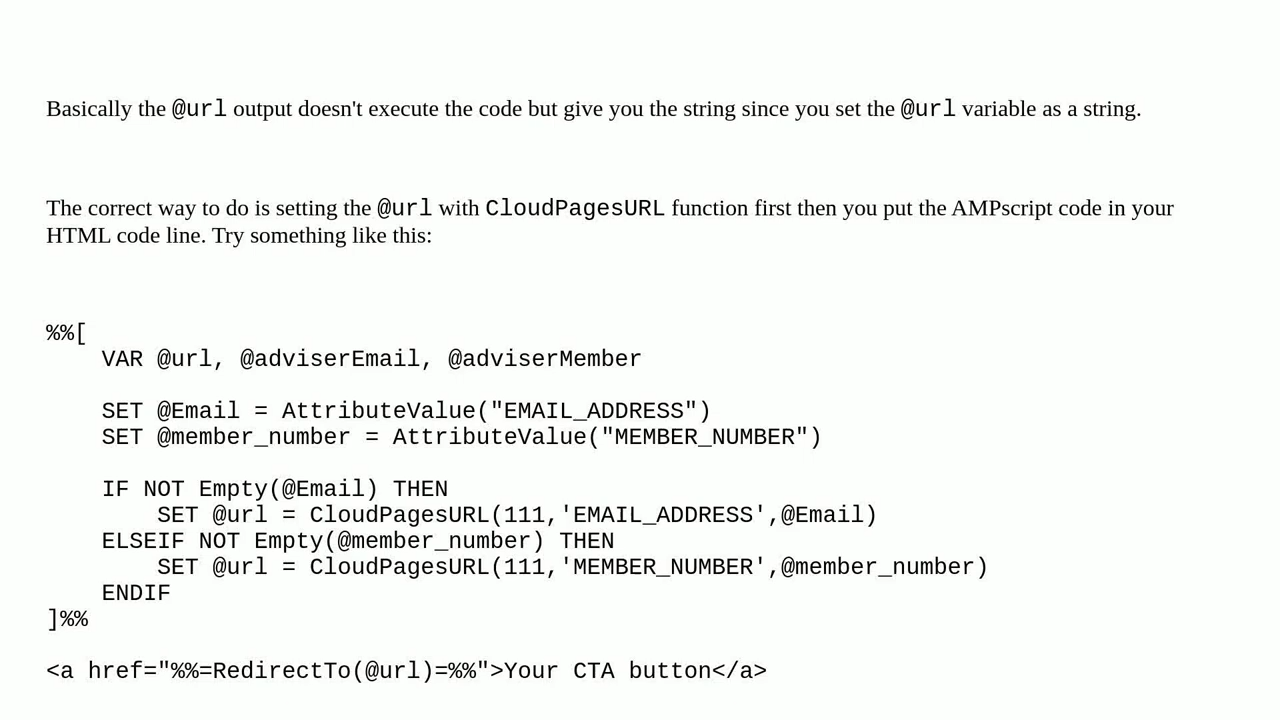 Basically the @url output doesn't execute the code but give you the string since you set the @url variable as a string.
The correct way to do is setting the @url with CloudPagesURL function first then you put the AMPscript code in your
HTML code line. Try something like this:
%%[
    VAR @url, @adviserEmail, @adviserMember
    SET @Email = AttributeValue("EMAIL_ADDRESS")
    SET @member_number = AttributeValue("MEMBER_NUMBER")
    IF NOT Empty(@Email) THEN
        SET @url = CloudPagesURL(111,'EMAIL_ADDRESS',@Email)
    ELSEIF NOT Empty(@member_number) THEN
        SET @url = CloudPagesURL(111,'MEMBER_NUMBER',@member_number)
    ENDIF
]%%
<a href="%%=RedirectTo(@url)=%%">Your CTA button</a>